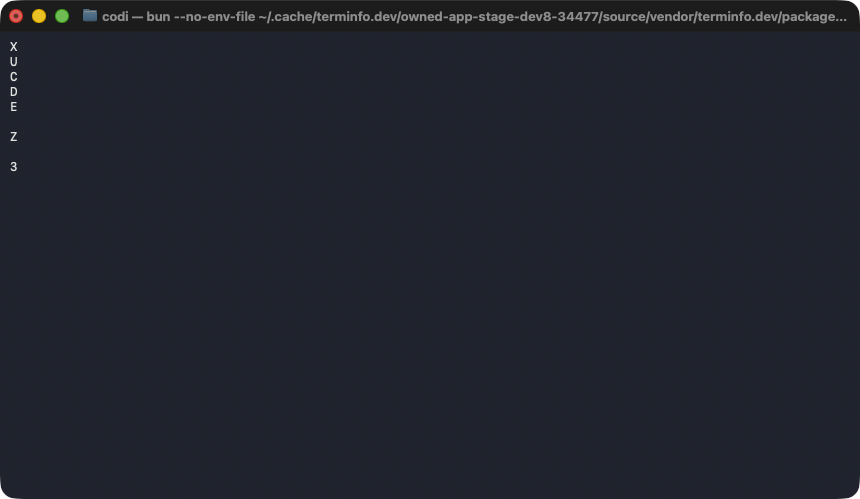 codi — bun --no-env-file ~/.cache/terminfo.dev/owned-app-stage-dev8-34477/source/vendor/terminfo.dev/package...
X
U
C
D
E
Z
3